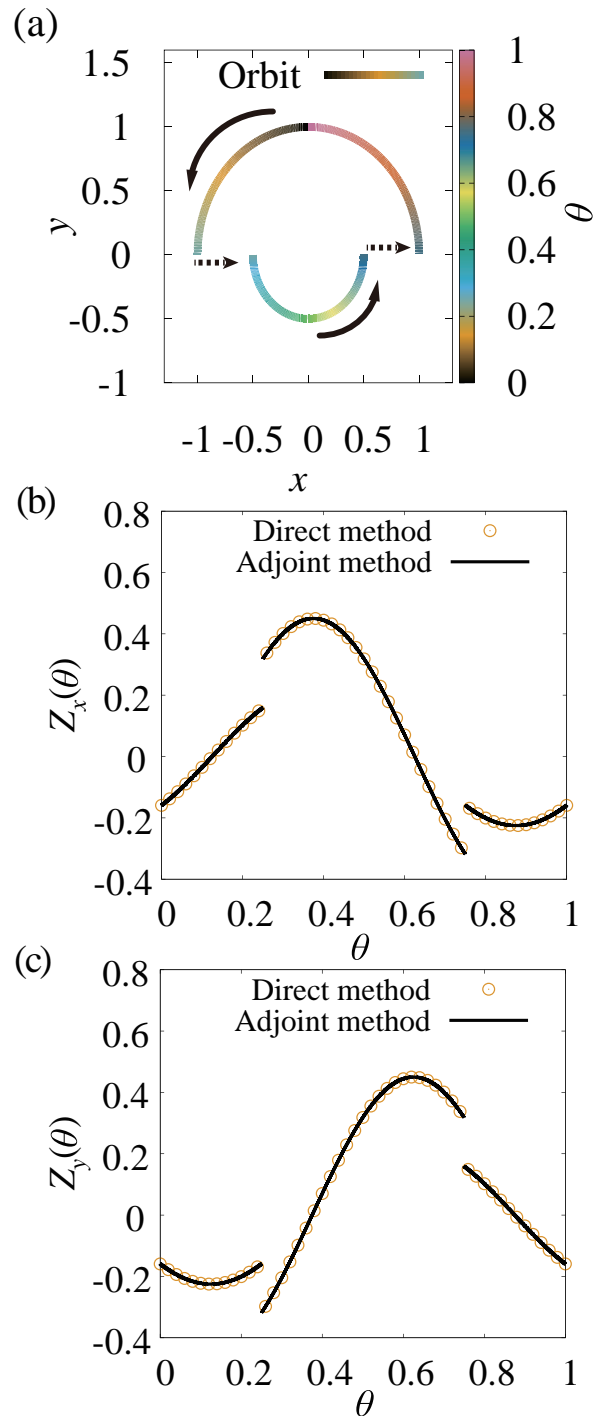 (a)
Orbit
1.5
1
0.5
0
-0.5
-1
y
-1 -0.5 0 0.5 1
x
1
0.8
0.6
0.4
0.2
0
θ
(b)
Direct method
Adjoint method
0.8
0.6
0.4
0.2
0
-0.2
-0.4
Z_x(θ)
0 0.2 0.4 0.6 0.8 1
θ
(c)
Direct method
Adjoint method
0.8
0.6
0.4
0.2
0
-0.2
-0.4
Z_y(θ)
0 0.2 0.4 0.6 0.8 1
θ